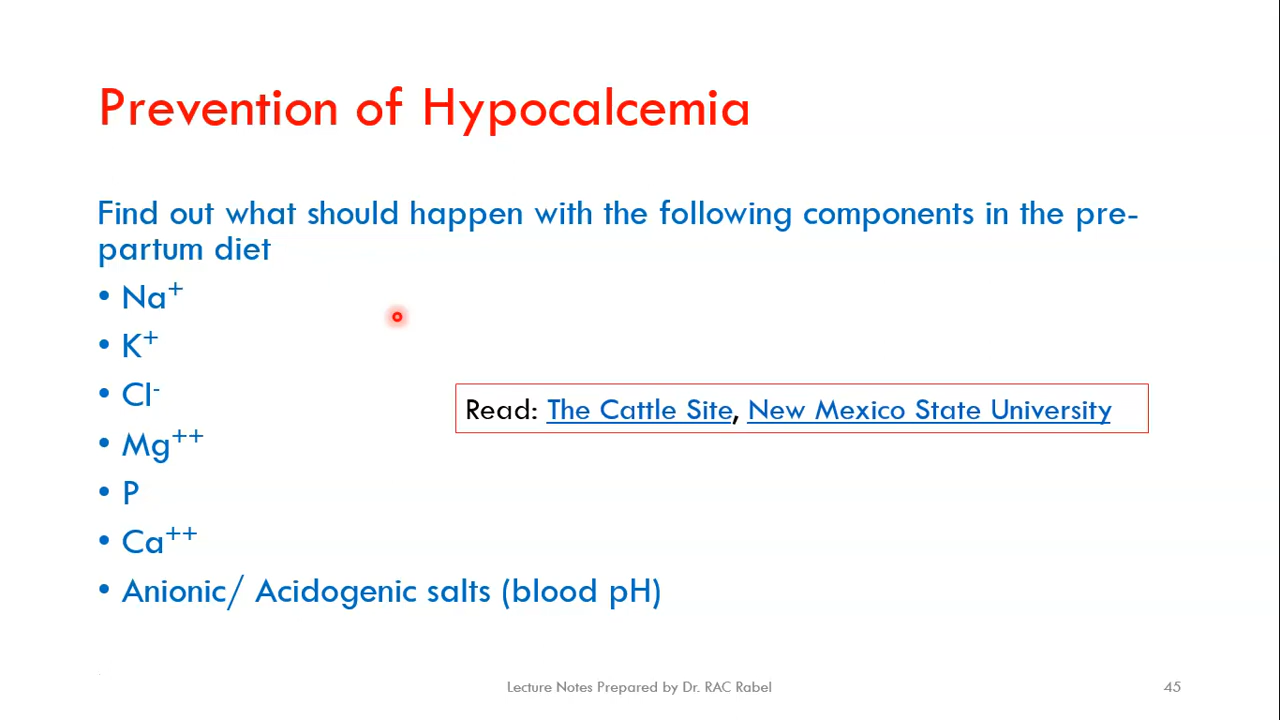 Prevention of Hypocalcemia
Find out what should happen with the following components in the pre-
partum diet
• Na⁺
• K⁺
• Cl⁻
• Mg⁺⁺
• P
• Ca⁺⁺
• Anionic/ Acidogenic salts (blood pH)
Read: The Cattle Site, New Mexico State University
Lecture Notes Prepared by Dr. RAC Rabel
45